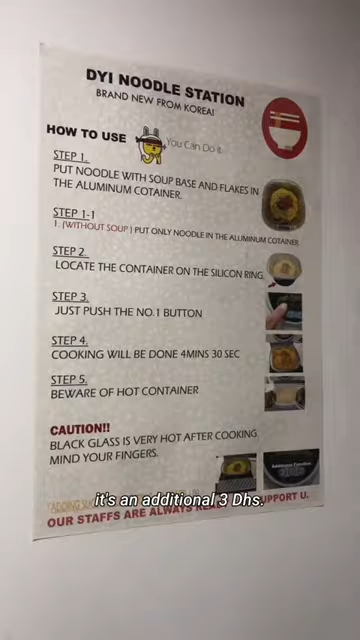 DYI NOODLE STATION
BRAND NEW FROM KOREA!
HOW TO USE
You Can Do it
STEP 1.
PUT NOODLE WITH SOUP BASE AND FLAKES IN
THE ALUMINUM COTAINER.
STEP 1-1
1. (WITHOUT SOUP ) PUT ONLY NOODLE IN THE ALUMINUM COTAINER
STEP 2.
LOCATE THE CONTAINER ON THE SILICON RING.
STEP 3.
JUST PUSH THE NO.1 BUTTON
STEP 4.
COOKING WILL BE DONE 4MINS 30 SEC
STEP 5.
BEWARE OF HOT CONTAINER
CAUTION!!
BLACK GLASS IS VERY HOT AFTER COOKING
MIND YOUR FINGERS.
it's an additional 3 Dhs.
OUR STAFFS ARE ALWAYS SUPPORT U.